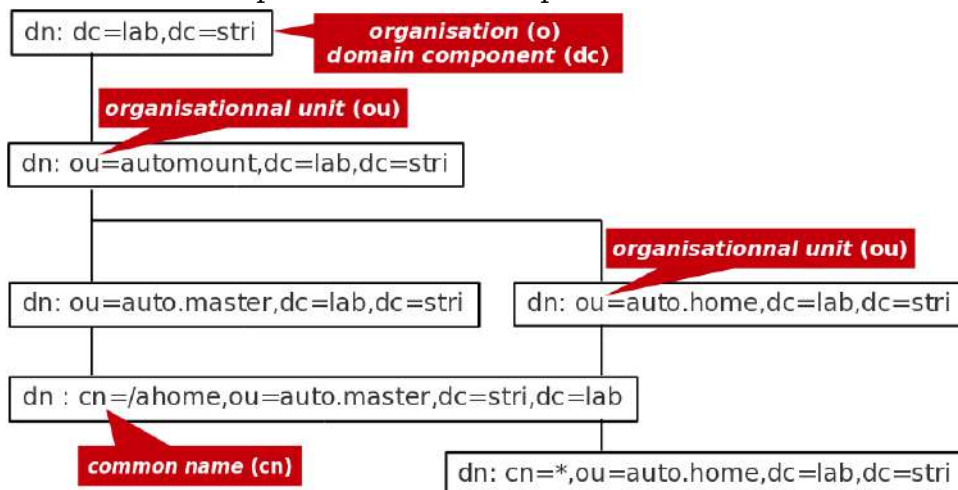 dn: dc=lab,dc=stri
organisation (o)
domain component (dc)
organisationnal unit (ou)
dn: ou=automount,dc=lab,dc=stri
organisationnal unit (ou)
dn: ou=auto.master,dc=lab,dc=stri
dn: ou=auto.home,dc=lab,dc=stri
dn : cn=/ahome,ou=auto.master,dc=stri,dc=lab
common name (cn)
dn: cn=*,ou=auto.home,dc=lab,dc=stri